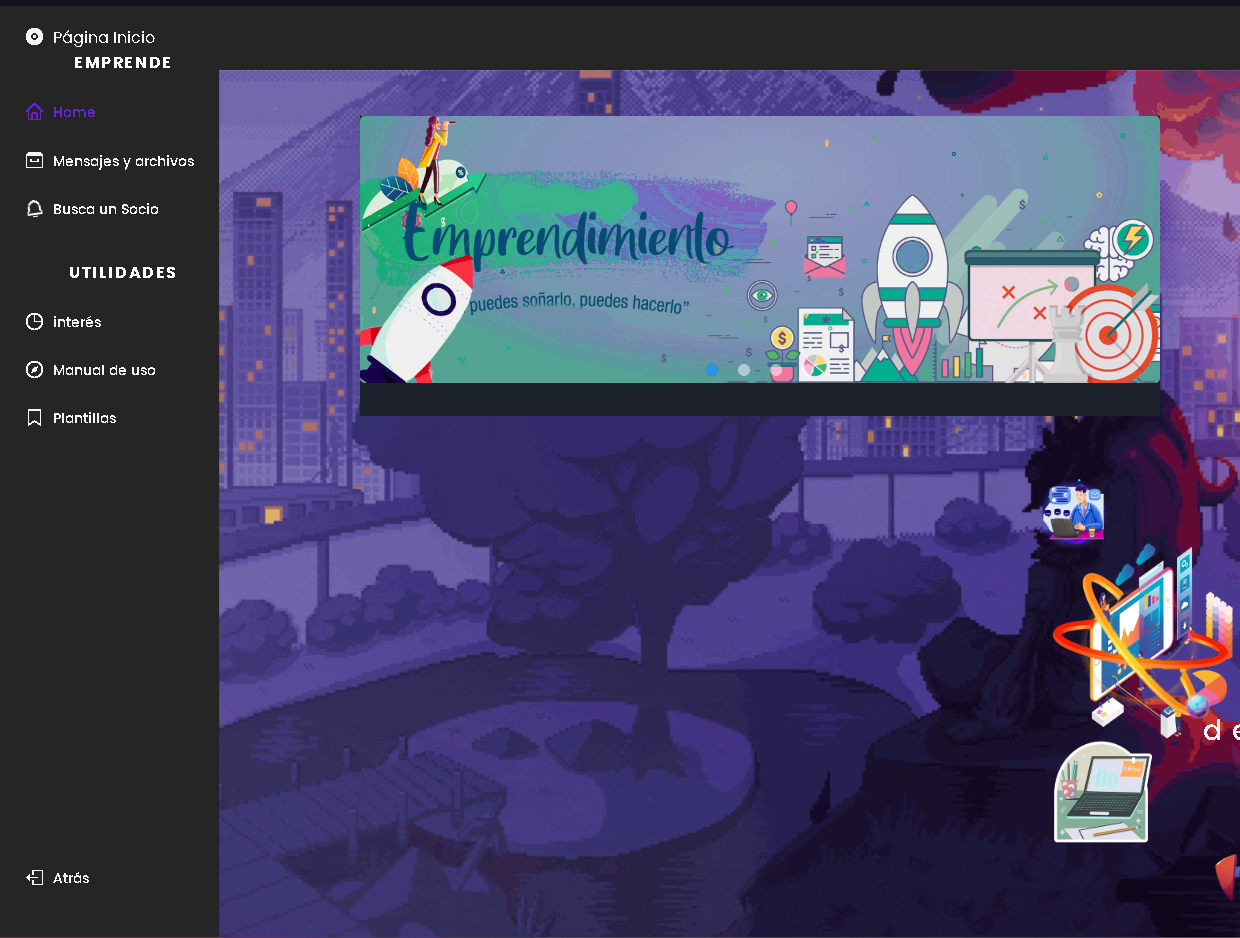 Página Inicio
EMPRENDE
Home
Mensajes y archivos
Busca un Socio
UTILIDADES
interés
Manual de uso
Plantillas
Atrás
Emprendimiento
puedes soñarlo, puedes hacerlo”
de